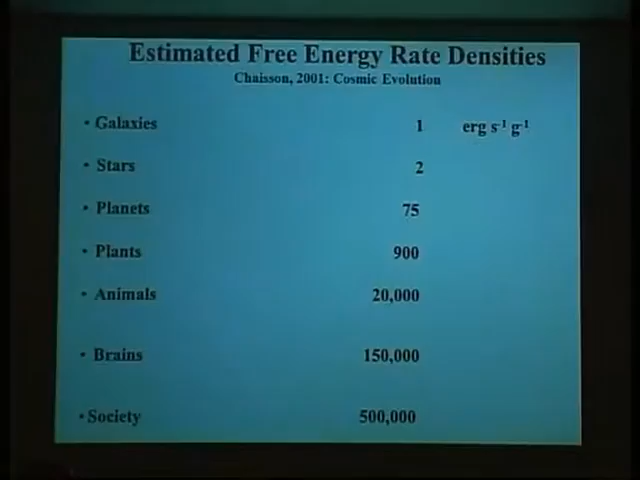 Estimated Free Energy Rate Densities
Chaisson, 2001: Cosmic Evolution
• Galaxies 1 erg s⁻¹ g⁻¹
• Stars 2
• Planets 75
• Plants 900
• Animals 20,000
• Brains 150,000
• Society 500,000